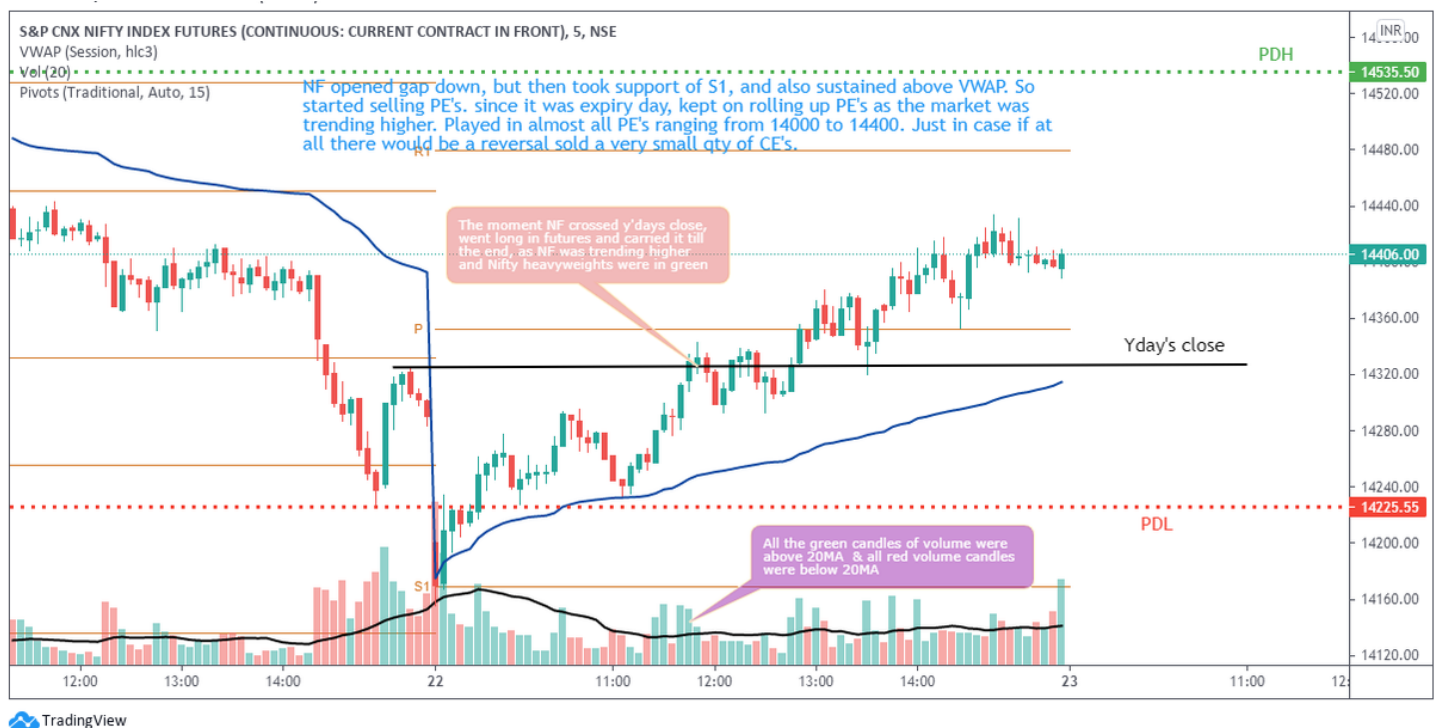 S&P CNX NIFTY INDEX FUTURES (CONTINUOUS: CURRENT CONTRACT IN FRONT), 5, NSE
VWAP (Session, hlc3)
Vol (20)
Pivots (Traditional, Auto, 15)
NF opened gap down, but then took support of S1, and also sustained above VWAP. So
started selling PE's. since it was expiry day, kept on rolling up PE's as the market was
trending higher. Played in almost all PE's ranging from 14000 to 14400. Just in case if at
all there would be a reversal sold a very small qty of CE's.
PDH
INR
14535.50
14520.00
14480.00
R1
14440.00
The moment NF crossed y'days close,
went long in futures and carried it till
the end, as NF was trending higher
and Nifty heavyweights were in green
14406.00
14360.00
P
Yday's close
14320.00
14280.00
14240.00
14225.55
PDL
14200.00
All the green candles of volume were
above 20MA & all red volume candles
were below 20MA
S1
14160.00
14120.00
12:00 13:00 14:00 22 11:00 12:00 13:00 14:00 23 11:00
TradingView